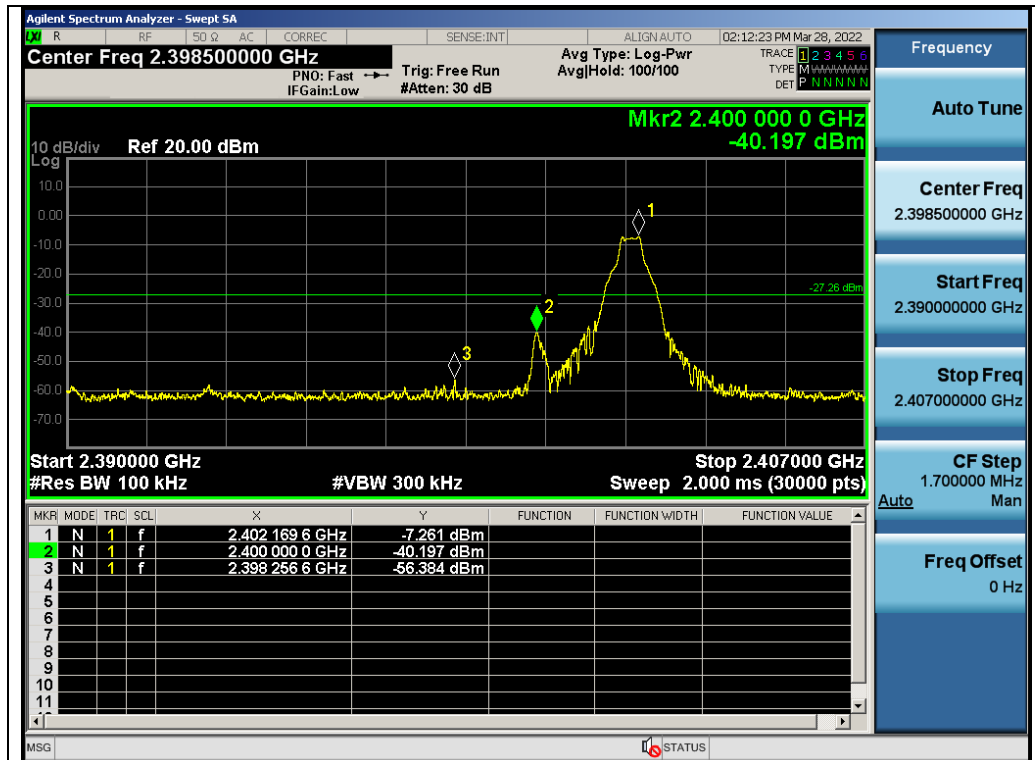 Agilent Spectrum Analyzer - Swept SA
LXI R RF 50 Ω AC CORREC SENSE:INT ALIGN AUTO 02:12:23 PM Mar 28, 2022
Center Freq 2.398500000 GHz
PNO: Fast
IFGain:Low
Trig: Free Run
#Atten: 30 dB
Avg Type: Log-Pwr
Avg|Hold: 100/100
TRACE 1 2 3 4 5 6
TYPE M
DET P N N N N N
Mkr2 2.400 000 0 GHz
-40.197 dBm
10 dB/div Ref 20.00 dBm
Log
10.0
0.00
-10.0
-20.0
-30.0
-40.0
-50.0
-60.0
-70.0
1
-27.26 dBm
2
3
Start 2.390000 GHz Stop 2.407000 GHz
#Res BW 100 kHz #VBW 300 kHz Sweep 2.000 ms (30000 pts)
MKR MODE TRC SCL X Y FUNCTION FUNCTION WIDTH FUNCTION VALUE
1 N 1 f 2.402 169 6 GHz -7.261 dBm
2 N 1 f 2.400 000 0 GHz -40.197 dBm
3 N 1 f 2.398 256 6 GHz -56.384 dBm
4
5
6
7
8
9
10
11
MSG STATUS
Frequency
Auto Tune
Center Freq
2.398500000 GHz
Start Freq
2.390000000 GHz
Stop Freq
2.407000000 GHz
CF Step
1.700000 MHz
Auto Man
Freq Offset
0 Hz